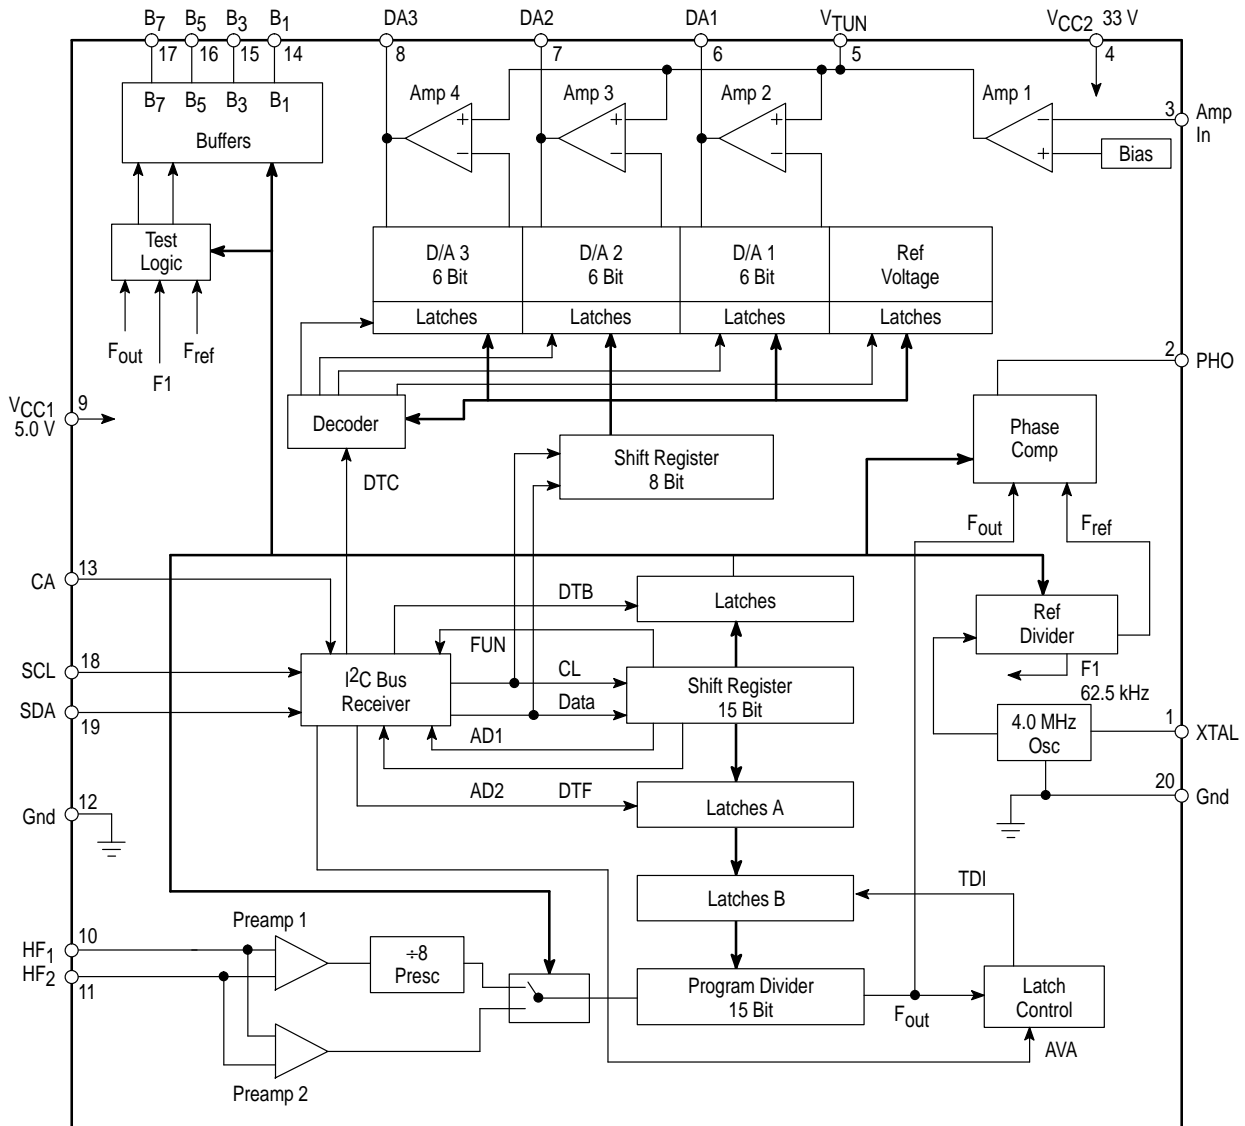 B7 B5 B3 B1 DA3 DA2 DA1 VTUN VCC2 33 V
17 16 15 14 8 7 6 5 4
B7 B5 B3 B1
Buffers
Amp 4
+
−
Amp 3
+
−
Amp 2
+
−
Amp 1
−
+
Bias
3 Amp
In
Test
Logic
Fout
F1
Fref
D/A 3
6 Bit
D/A 2
6 Bit
D/A 1
6 Bit
Ref
Voltage
Latches Latches Latches Latches
2 PHO
VCC1 9
5.0 V
Decoder
DTC
Shift Register
8 Bit
Phase
Comp
Fout Fref
CA 13
DTB
Latches
Ref
Divider
F1
62.5 kHz
FUN
SCL 18
SDA
19
I2C Bus
Receiver
CL
Data
Shift Register
15 Bit
AD1
4.0 MHz
Osc
1 XTAL
AD2 DTF
Latches A
20 Gnd
Gnd 12
Latches B
TDI
Preamp 1
HF1 10
HF2
11
÷8
Presc
Program Divider
15 Bit
Fout
Latch
Control
AVA
Preamp 2